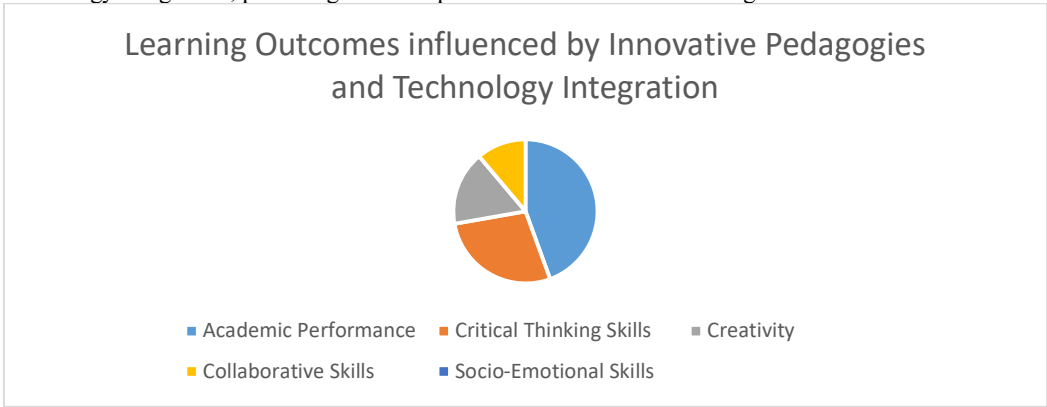 Learning Outcomes influenced by Innovative Pedagogies
and Technology Integration
Academic Performance Critical Thinking Skills Creativity
Collaborative Skills Socio-Emotional Skills